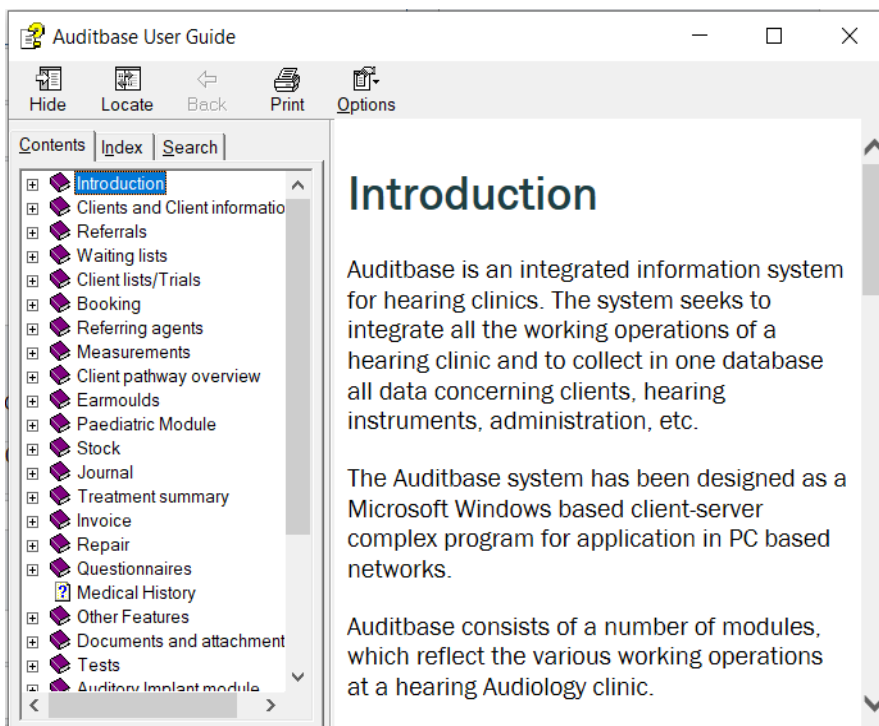 Auditbase User Guide
Hide Locate Back Print Options
Contents Index Search
Introduction
Clients and Client informatio
Referrals
Waiting lists
Client lists/Trials
Booking
Referring agents
Measurements
Client pathway overview
Earmoulds
Paediatric Module
Stock
Journal
Treatment summary
Invoice
Repair
Questionnaires
Medical History
Other Features
Documents and attachment
Tests
Auditory Implant module
Introduction
Auditbase is an integrated information system
for hearing clinics. The system seeks to
integrate all the working operations of a
hearing clinic and to collect in one database
all data concerning clients, hearing
instruments, administration, etc.
The Auditbase system has been designed as a
Microsoft Windows based client-server
complex program for application in PC based
networks.
Auditbase consists of a number of modules,
which reflect the various working operations
at a hearing Audiology clinic.